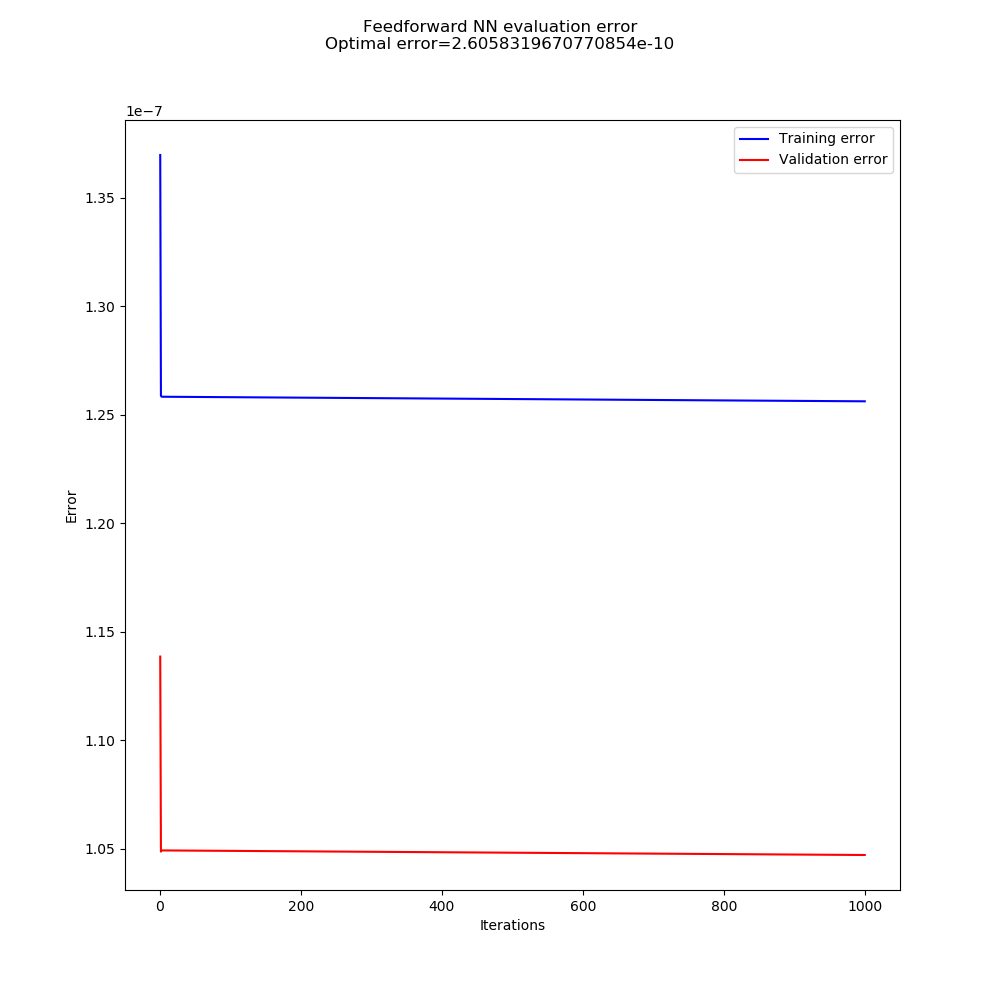 Feedforward NN evaluation error
Optimal error=2.6058319670770854e-10
1e−7
Training error
Validation error
1.35
1.30
1.25
1.20
1.15
1.10
1.05
Error
0 200 400 600 800 1000
Iterations